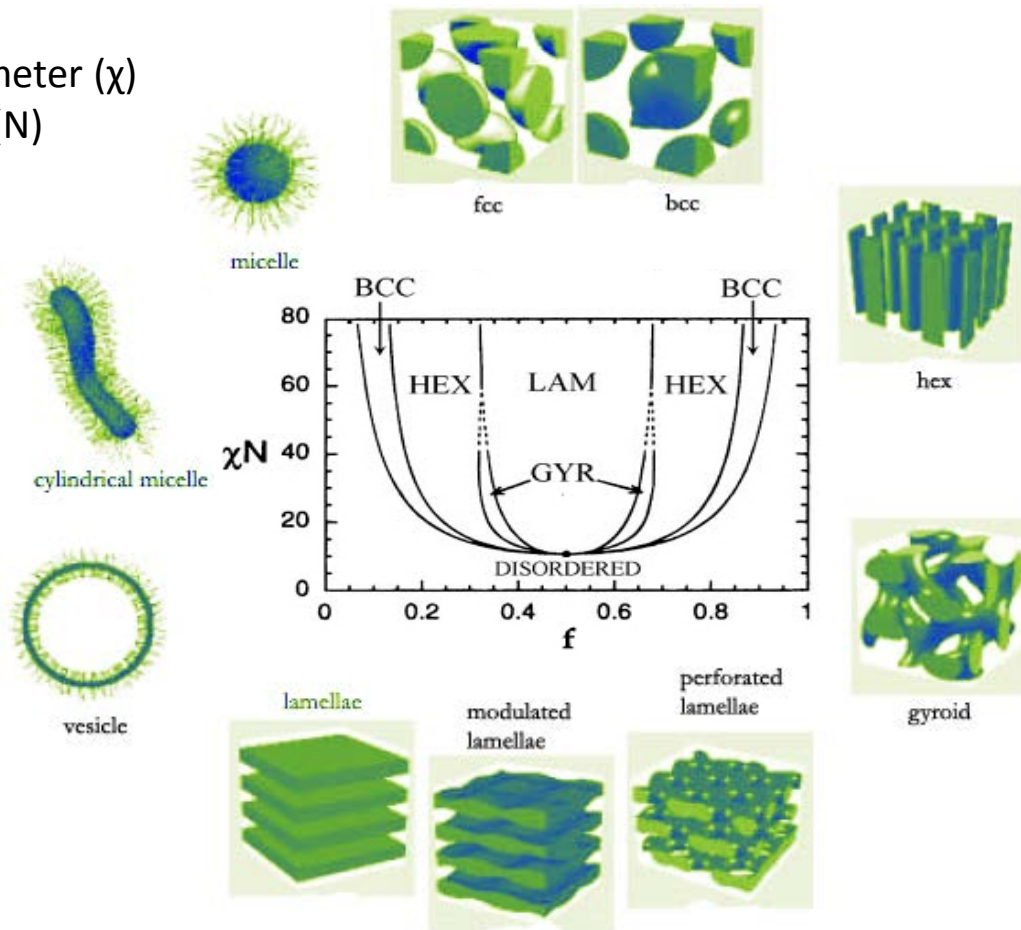 meter (χ)
(N)
fcc
bcc
micelle
hex
cylindrical micelle
BCC
BCC
80
HEX
LAM
HEX
60
χN
40
GYR
20
DISORDERED
0
0
0.2
0.4
0.6
0.8
1
f
vesicle
gyroid
lamellae
modulated
lamellae
perforated
lamellae